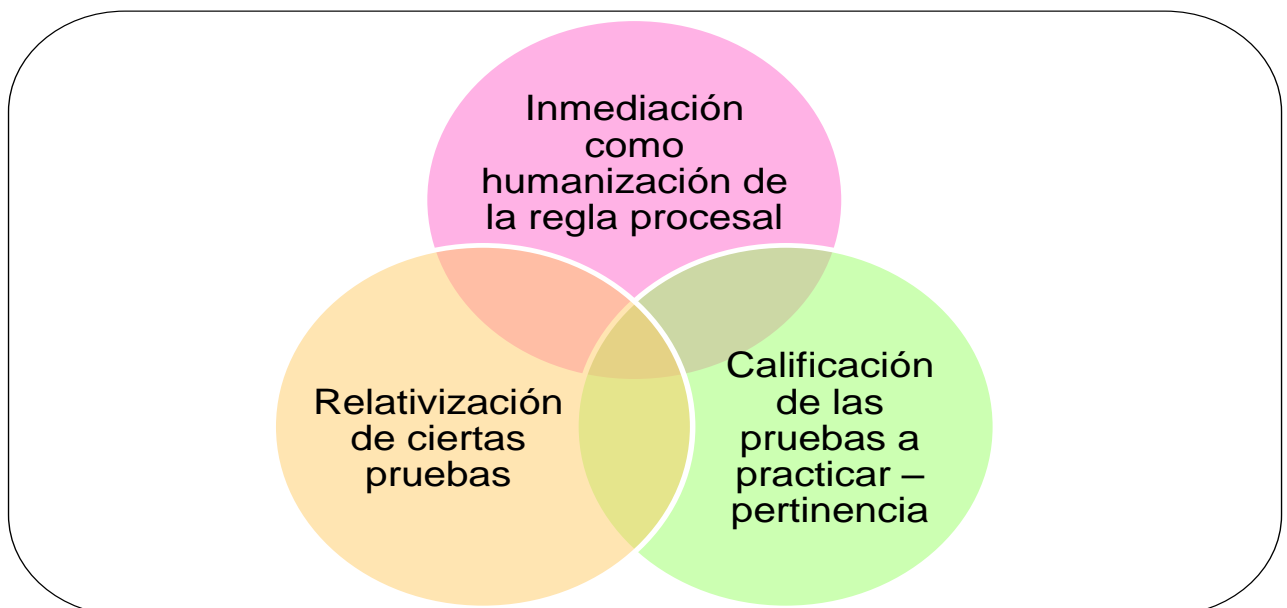 Inmediación
como
humanización de
la regla procesal
Relativización
de ciertas
pruebas
Calificación
de las
pruebas a
practicar –
pertinencia